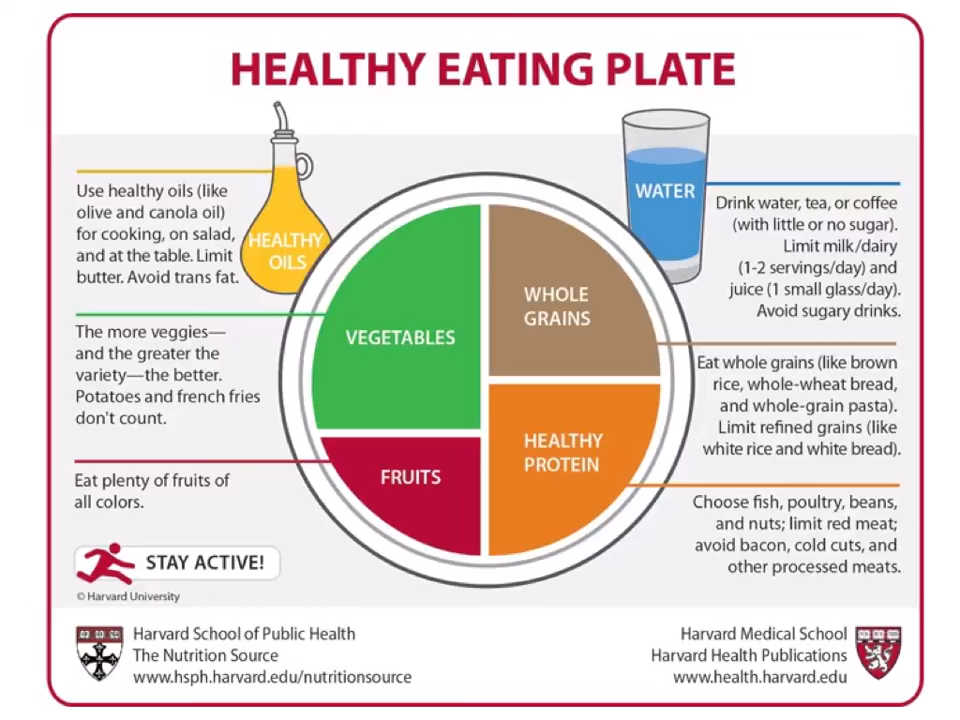 HEALTHY EATING PLATE
Use healthy oils (like
olive and canola oil)
for cooking, on salad,
and at the table. Limit
butter. Avoid trans fat.
HEALTHY
OILS
The more veggies—
and the greater the
variety—the better.
Potatoes and french fries
don't count.
Eat plenty of fruits of
all colors.
VEGETABLES
FRUITS
WHOLE
GRAINS
HEALTHY
PROTEIN
WATER
Drink water, tea, or coffee
(with little or no sugar).
Limit milk/dairy
(1-2 servings/day) and
juice (1 small glass/day).
Avoid sugary drinks.
Eat whole grains (like brown
rice, whole-wheat bread,
and whole-grain pasta).
Limit refined grains (like
white rice and white bread).
Choose fish, poultry, beans,
and nuts; limit red meat;
avoid bacon, cold cuts, and
other processed meats.
STAY ACTIVE!
© Harvard University
Harvard School of Public Health
The Nutrition Source
www.hsph.harvard.edu/nutritionsource
Harvard Medical School
Harvard Health Publications
www.health.harvard.edu